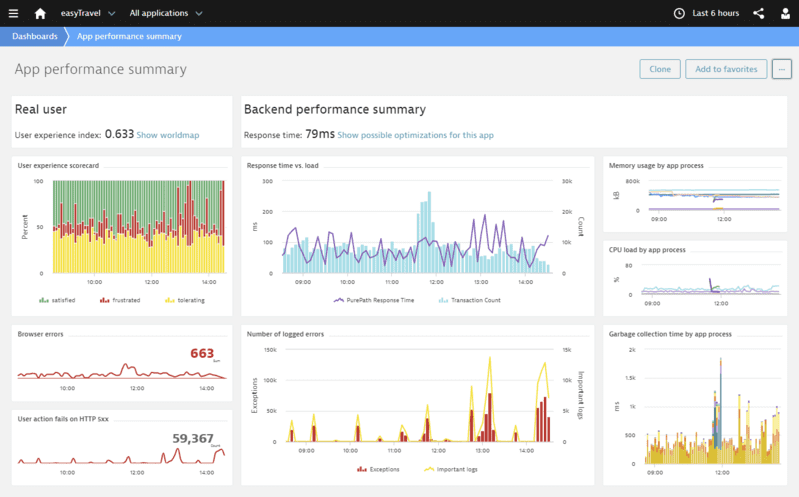 easyTravel All applications Last 6 hours
Dashboards App performance summary
App performance summary
Clone Add to favorites ...
Real user
User experience index: 0.633 Show worldmap
Backend performance summary
Response time: 79ms Show possible optimizations for this app
User experience scorecard
Percent
100
50
0
10:00 12:00 14:00
satisfied frustrated tolerating
Response time vs. load
ms
300
200
100
0
30k
20k
10k
0
Count
09:00 10:00 11:00 12:00 13:00 14:00
PurePath Response Time Transaction Count
Memory usage by app process
kB
800k
0
09:00 12:00
CPU load by app process
%
80
0
09:00 12:00
Browser errors
663
10:00 12:00 14:00
User action fails on HTTP 5xx
59,367
Count
10:00 12:00 14:00
Number of logged errors
Exceptions
150k
100k
50k
0
15k
10k
5k
0
Important logs
09:00 10:00 11:00 12:00 13:00 14:00
Exceptions Important logs
Garbage collection time by app process
ms
2k
1,5k
1k
500
0
09:00 12:00